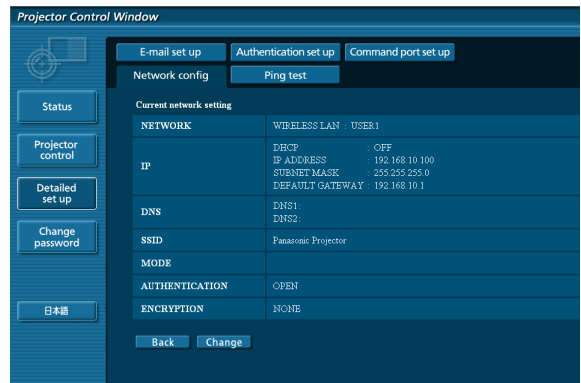 Projector Control Window
E-mail set up
Authentication set up
Command port set up
Network config
Ping test
Status
Projector
control
Detailed
set up
Change
password
日本語
Current network setting
NETWORK WIRELESS LAN : USER1
IP
DHCP : OFF
IP ADDRESS : 192.168.10.100
SUBNET MASK : 255.255.255.0
DEFAULT GATEWAY : 192.168.10.1
DNS
DNS1:
DNS2:
SSID Panasonic Projector
MODE
AUTHENTICATION OPEN
ENCRYPTION NONE
Back
Change